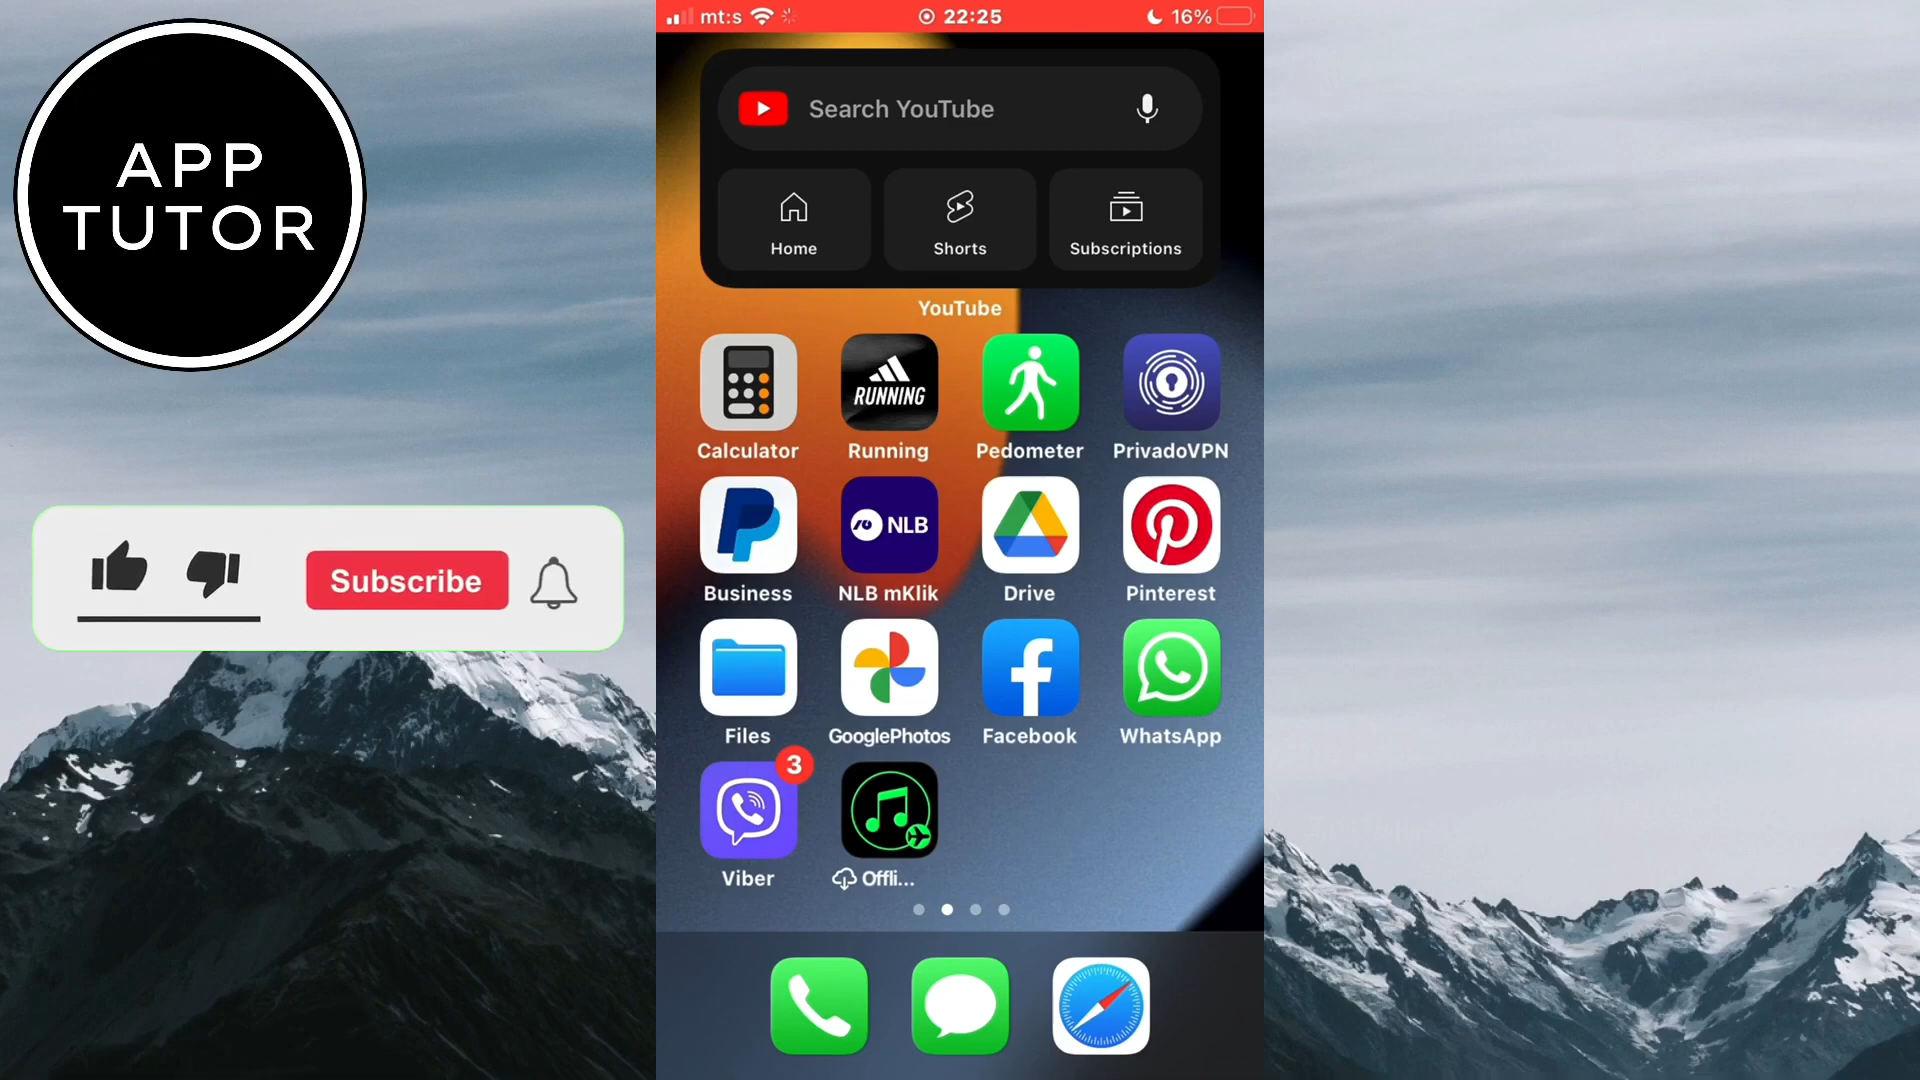 APP
TUTOR
Subscribe
mt:s
22:25
16%
Search YouTube
Home
Shorts
Subscriptions
YouTube
RUNNING
Calculator
Running
Pedometer
PrivadoVPN
NLB
Business
NLB mKlik
Drive
Pinterest
Files
GooglePhotos
Facebook
WhatsApp
3
Viber
Offli...